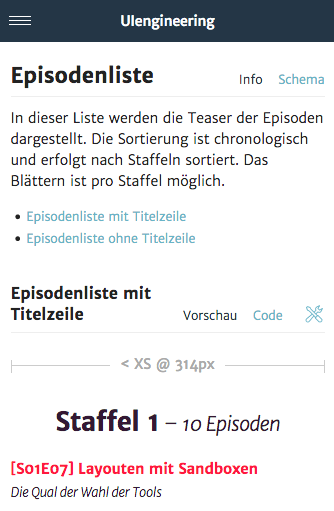 UIengineering
Episodenliste
Info Schema
In dieser Liste werden die Teaser der Episoden
dargestellt. Die Sortierung ist chronologisch
und erfolgt nach Staffeln sortiert. Das
Blättern ist pro Staffel möglich.
• Episodenliste mit Titelzeile
• Episodenliste ohne Titelzeile
Episodenliste mit
Titelzeile
Vorschau Code
< XS @ 314px
Staffel 1 – 10 Episoden
[S01E07] Layouten mit Sandboxen
Die Qual der Wahl der Tools